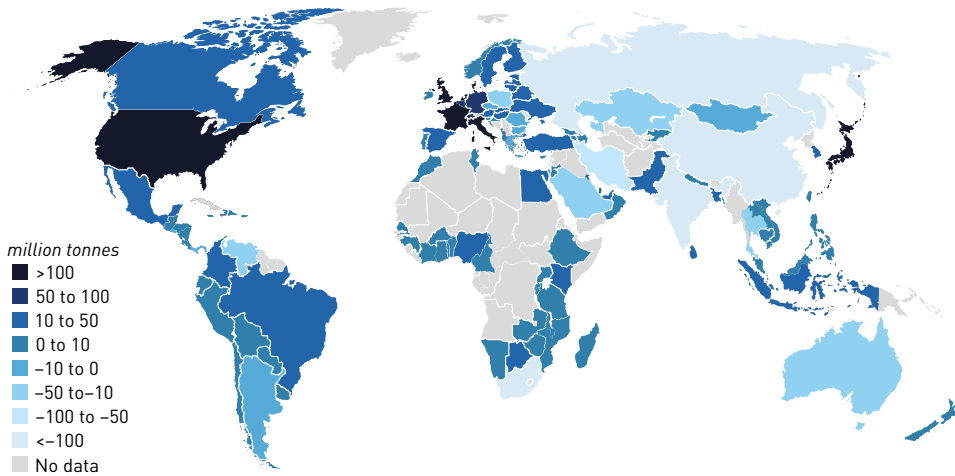 million tonnes
>100
50 to 100
10 to 50
0 to 10
–10 to 0
–50 to–10
–100 to –50
<–100
No data